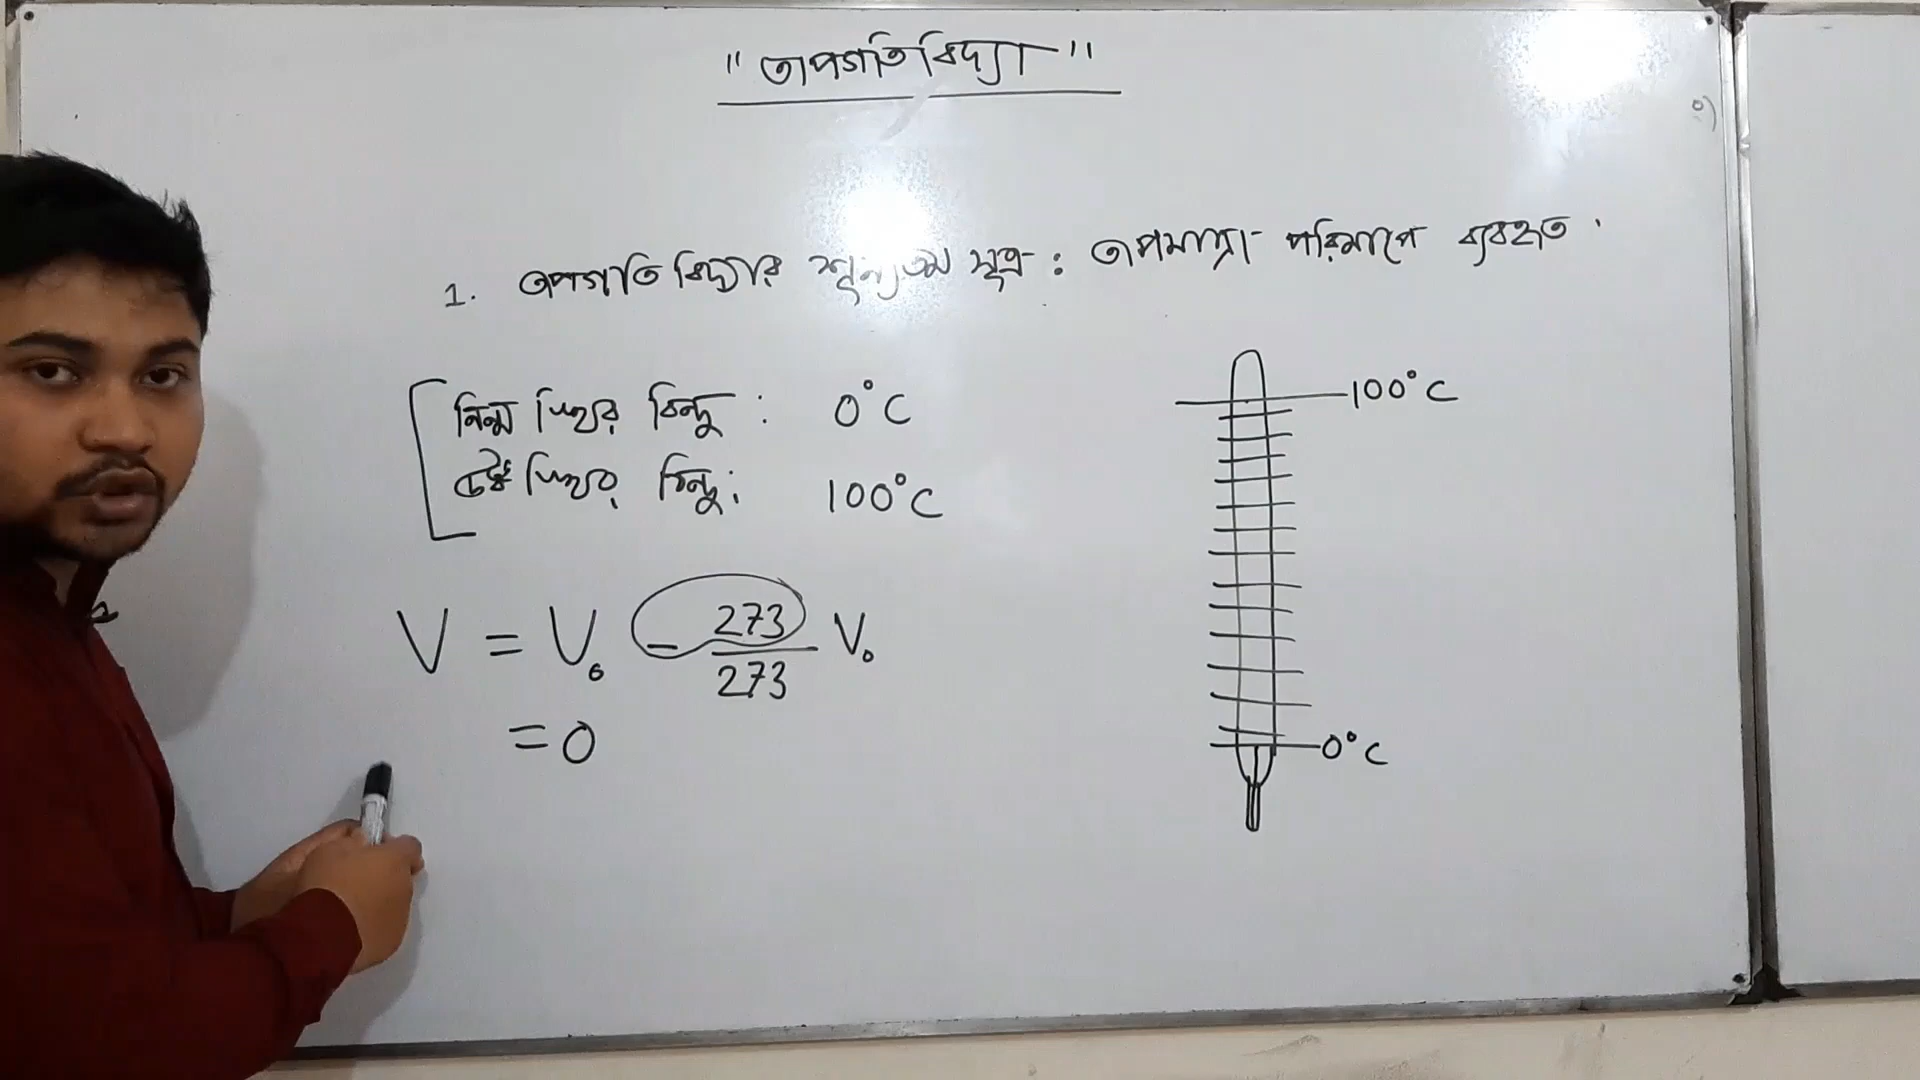 "তাপগতিবিদ্যা"
1. তাপগতিবিদ্যার শূন্যতম সূত্র : তাপমাত্রা পরিমাপে ব্যবহৃত .
নিম্ন স্থির বিন্দু : 0°C
ঊর্ধ্ব স্থির বিন্দু : 100°C
V = V₀ - 273/273 V₀
= 0
100°C
0°C